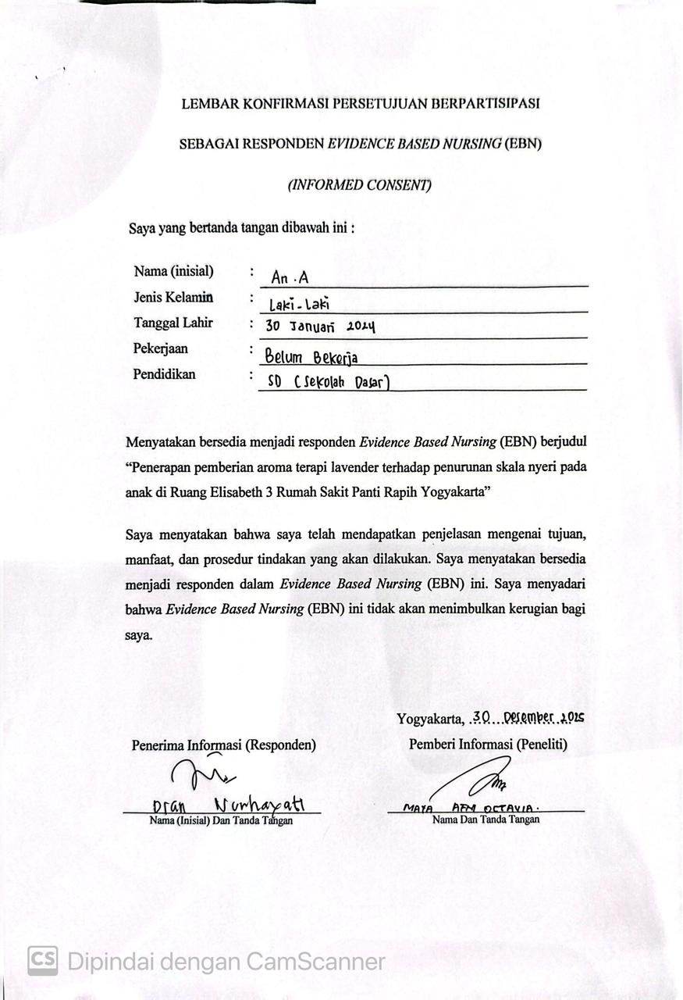 LEMBAR KONFIRMASI PERSETUJUAN BERPARTISIPASI
SEBAGAI RESPONDEN EVIDENCE BASED NURSING (EBN)
(INFORMED CONSENT)
Saya yang bertanda tangan dibawah ini :
Nama (inisial) : An . A
Jenis Kelamin : Laki - Laki
Tanggal Lahir : 30 Januari 2024
Pekerjaan : Belum Bekerja
Pendidikan : SD (Sekolah Dasar)
Menyatakan bersedia menjadi responden Evidence Based Nursing (EBN) berjudul
“Penerapan pemberian aroma terapi lavender terhadap penurunan skala nyeri pada
anak di Ruang Elisabeth 3 Rumah Sakit Panti Rapih Yogyakarta”
Saya menyatakan bahwa saya telah mendapatkan penjelasan mengenai tujuan,
manfaat, dan prosedur tindakan yang akan dilakukan. Saya menyatakan bersedia
menjadi responden dalam Evidence Based Nursing (EBN) ini. Saya menyadari
bahwa Evidence Based Nursing (EBN) ini tidak akan menimbulkan kerugian bagi
saya.
Yogyakarta, .30...Desember..2025
Penerima Informasi (Responden) Pemberi Informasi (Peneliti)
Dian Nurhayati MAYA AFNI OCTAVIA.
Nama (Inisial) Dan Tanda Tangan Nama Dan Tanda Tangan
CS Dipindai dengan CamScanner